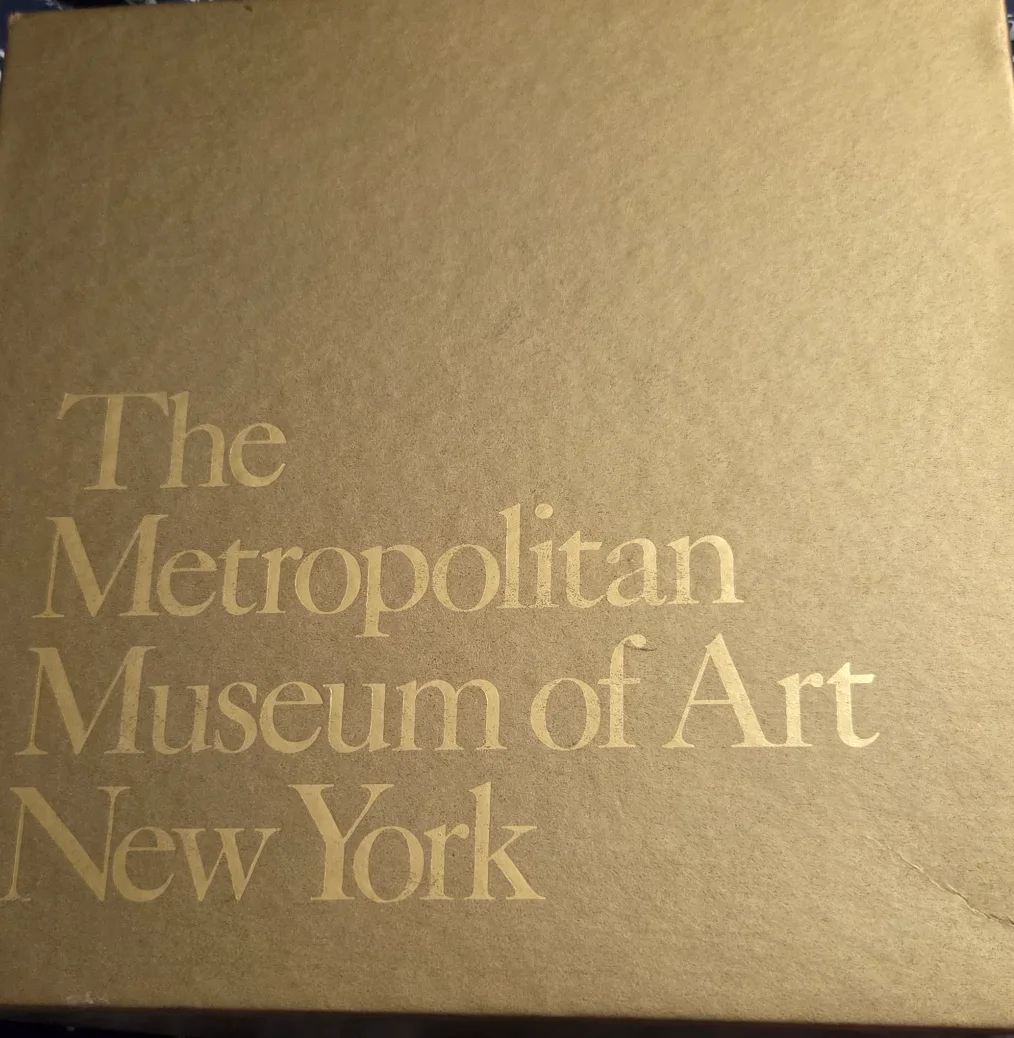 The
Metropolitan
Museum of Art
New York